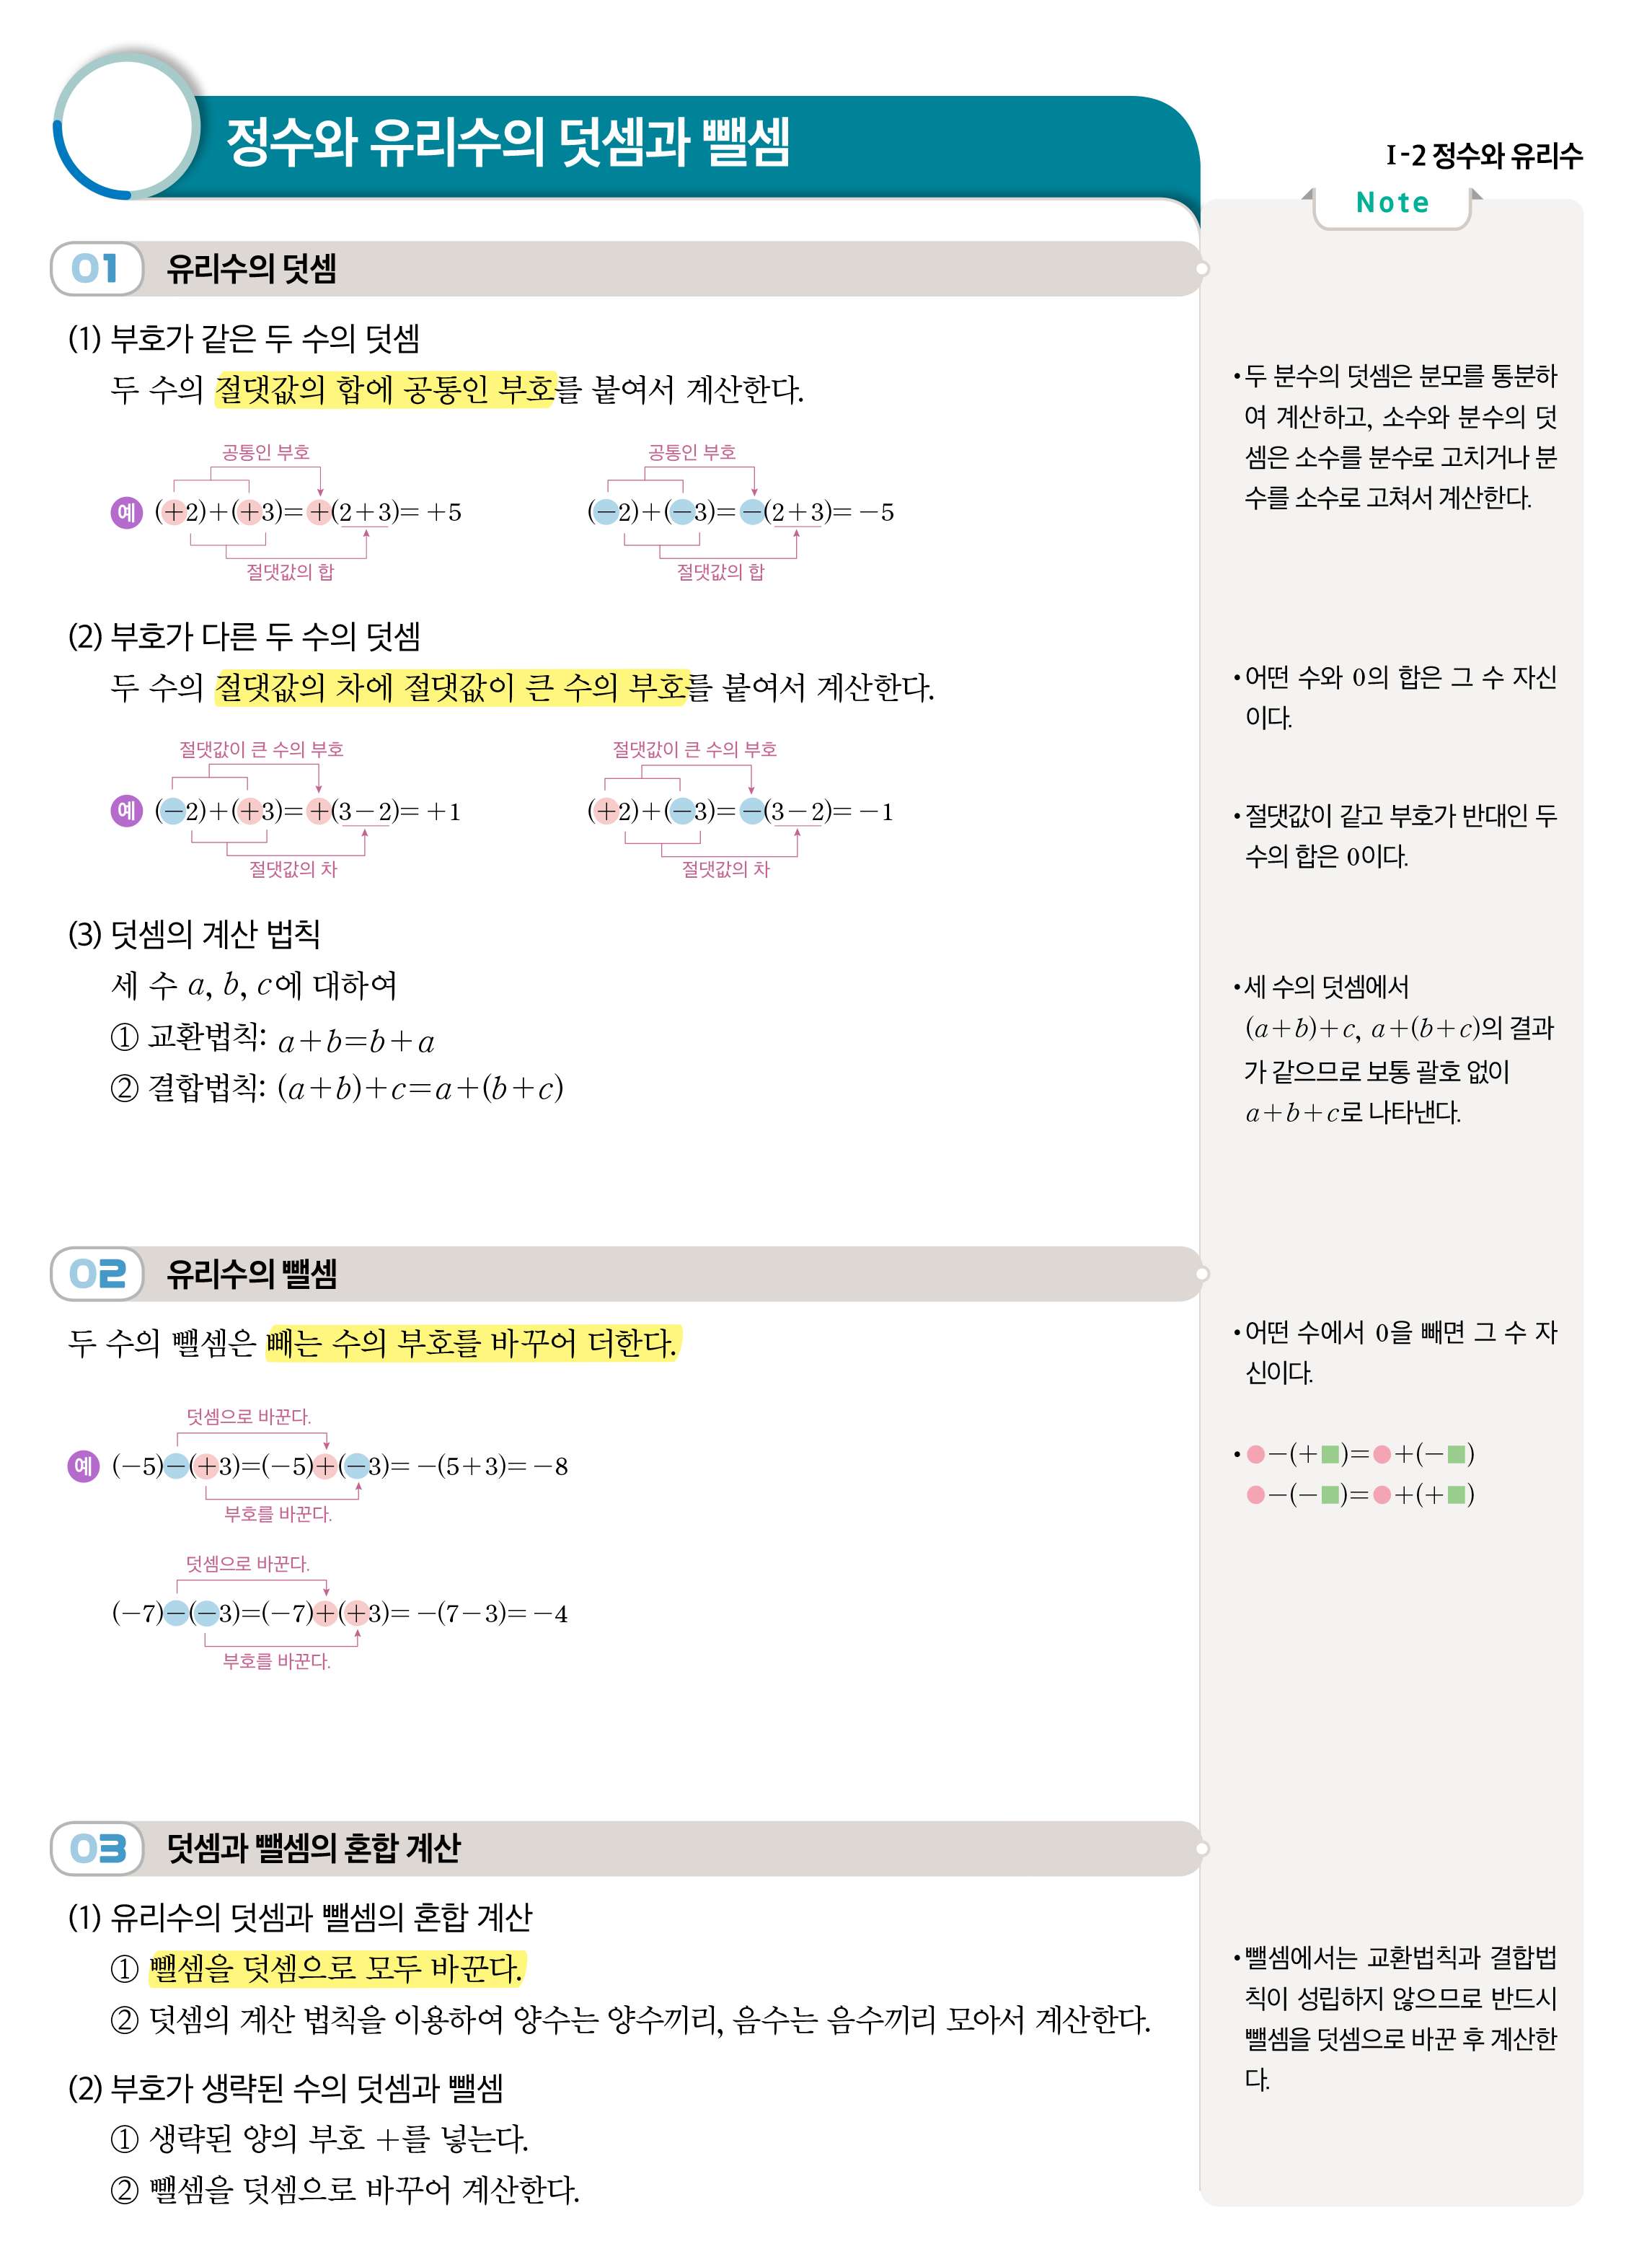 정수와 유리수의 덧셈과 뺄셈
I-2 정수와 유리수
Note
01 유리수의 덧셈
(1) 부호가 같은 두 수의 덧셈
두 수의 절댓값의 합에 공통인 부호를 붙여서 계산한다.
공통인 부호 공통인 부호
예 (+2)+(+3)=+(2+3)=+5 (-2)+(-3)=-(2+3)=-5
절댓값의 합 절댓값의 합
(2) 부호가 다른 두 수의 덧셈
두 수의 절댓값의 차에 절댓값이 큰 수의 부호를 붙여서 계산한다.
절댓값이 큰 수의 부호 절댓값이 큰 수의 부호
예 (-2)+(+3)=+(3-2)=+1 (+2)+(-3)=-(3-2)=-1
절댓값의 차 절댓값의 차
(3) 덧셈의 계산 법칙
세 수 a, b, c에 대하여
① 교환법칙: a+b=b+a
② 결합법칙: (a+b)+c=a+(b+c)
•두 분수의 덧셈은 분모를 통분하
여 계산하고, 소수와 분수의 덧
셈은 소수를 분수로 고치거나 분
수를 소수로 고쳐서 계산한다.
•어떤 수와 0의 합은 그 수 자신
이다.
•절댓값이 같고 부호가 반대인 두
수의 합은 0이다.
•세 수의 덧셈에서
(a+b)+c, a+(b+c)의 결과
가 같으므로 보통 괄호 없이
a+b+c로 나타낸다.
02 유리수의 뺄셈
두 수의 뺄셈은 빼는 수의 부호를 바꾸어 더한다.
덧셈으로 바꾼다.
예 (-5)-(+3)=(-5)+(-3)=-(5+3)=-8
부호를 바꾼다.
덧셈으로 바꾼다.
(-7)-(-3)=(-7)+(+3)=-(7-3)=-4
부호를 바꾼다.
•어떤 수에서 0을 빼면 그 수 자
신이다.
•●-(+■)=●+(-■)
●-(-■)=●+(+■)
03 덧셈과 뺄셈의 혼합 계산
(1) 유리수의 덧셈과 뺄셈의 혼합 계산
① 뺄셈을 덧셈으로 모두 바꾼다.
② 덧셈의 계산 법칙을 이용하여 양수는 양수끼리, 음수는 음수끼리 모아서 계산한다.
(2) 부호가 생략된 수의 덧셈과 뺄셈
① 생략된 양의 부호 +를 넣는다.
② 뺄셈을 덧셈으로 바꾸어 계산한다.
•뺄셈에서는 교환법칙과 결합법
칙이 성립하지 않으므로 반드시
뺄셈을 덧셈으로 바꾼 후 계산한
다.